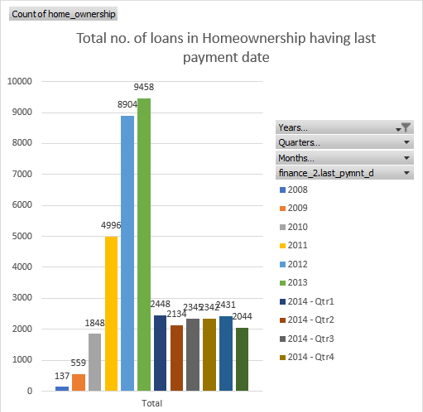 Count of home_ownership
Total no. of loans in Homeownership having last
payment date
10000
9000
8000
7000
6000
5000
4000
3000
2000
1000
0
137
559
1848
4996
8904
9458
2448
2134
2345
2342
2431
2044
Total
Years...
Quarters...
Months...
finance_2.last_pymnt_d
2008
2009
2010
2011
2012
2013
2014 - Qtr1
2014 - Qtr2
2014 - Qtr3
2014 - Qtr4